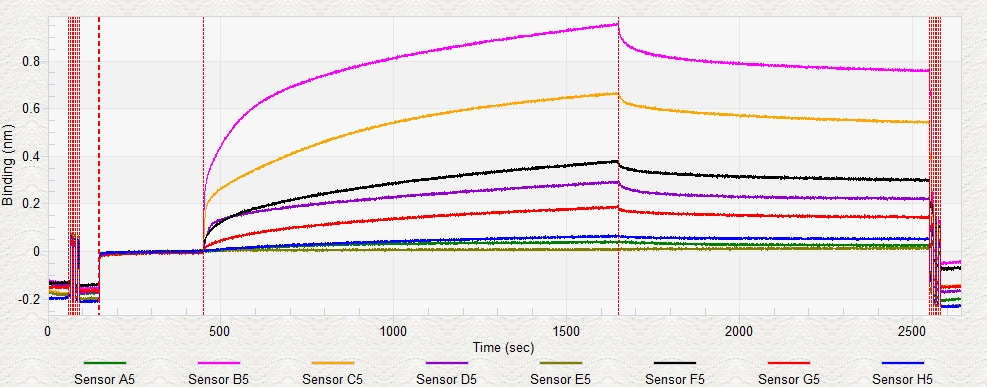 Binding (nm)
0.8
0.6
0.4
0.2
0
-0.2
0 500 1000 1500 2000 2500
Time (sec)
Sensor A5 Sensor B5 Sensor C5 Sensor D5 Sensor E5 Sensor F5 Sensor G5 Sensor H5